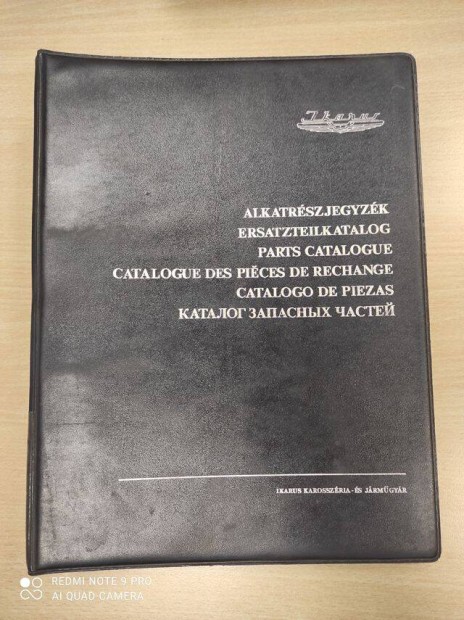 Ikarus
ALKATRÉSZJEGYZÉK
ERSATZTEILKATALOG
PARTS CATALOGUE
CATALOGUE DES PIÉCES DE RECHANGE
CATALOGO DE PIEZAS
КАТАЛОГ ЗАПАСНЫХ ЧАСТЕЙ
IKARUS KAROSSZÉRIA-ÉS JÁRMŰGYÁR
REDMI NOTE 9 PRO
AI QUAD CAMERA